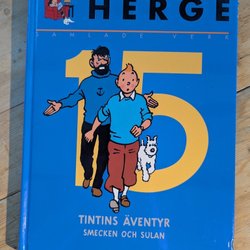 HERGÉ
SAMLADE VERK
15
TINTINS ÄVENTYR
SMECKEN OCH SULAN